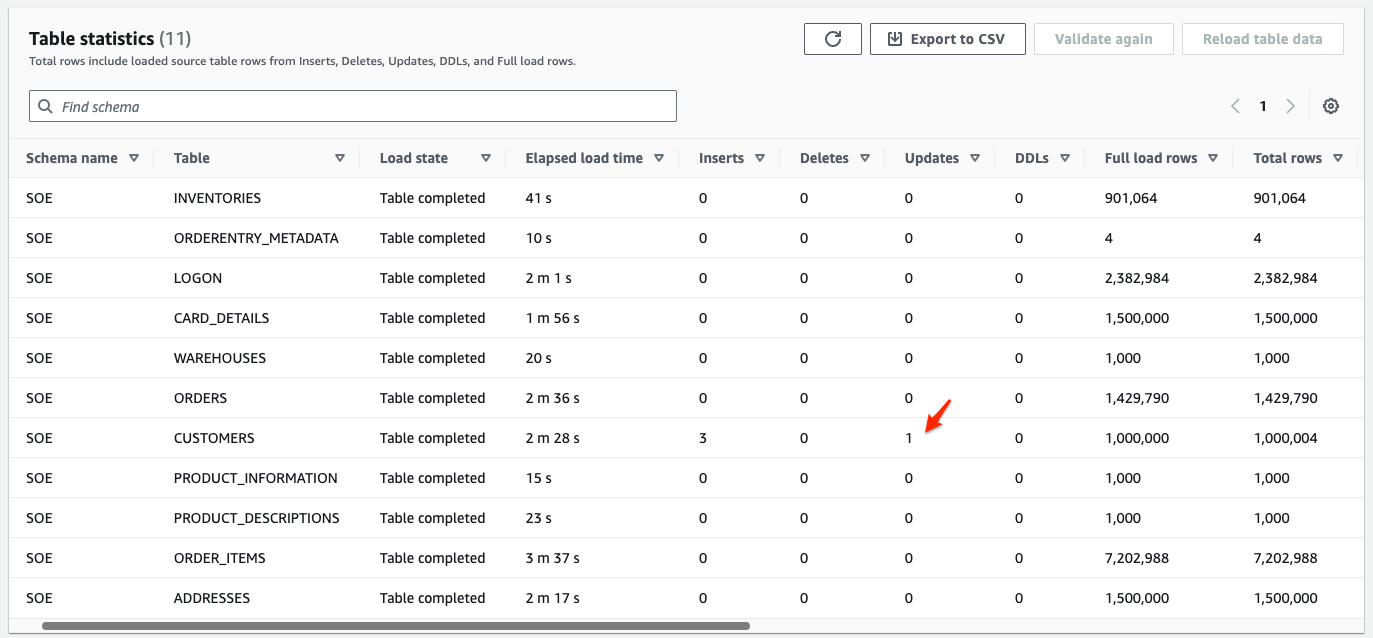 Table statistics (11)
Export to CSV
Validate again
Reload table data
Total rows include loaded source table rows from Inserts, Deletes, Updates, DDLs, and Full load rows.
Find schema
1
Schema name Table Load state Elapsed load time Inserts Deletes Updates DDLs Full load rows Total rows
SOE INVENTORIES Table completed 41 s 0 0 0 0 901,064 901,064
SOE ORDERENTRY_METADATA Table completed 10 s 0 0 0 0 4 4
SOE LOGON Table completed 2 m 1 s 0 0 0 0 2,382,984 2,382,984
SOE CARD_DETAILS Table completed 1 m 56 s 0 0 0 0 1,500,000 1,500,000
SOE WAREHOUSES Table completed 20 s 0 0 0 0 1,000 1,000
SOE ORDERS Table completed 2 m 36 s 0 0 0 0 1,429,790 1,429,790
SOE CUSTOMERS Table completed 2 m 28 s 3 0 1 0 1,000,000 1,000,004
SOE PRODUCT_INFORMATION Table completed 15 s 0 0 0 0 1,000 1,000
SOE PRODUCT_DESCRIPTIONS Table completed 23 s 0 0 0 0 1,000 1,000
SOE ORDER_ITEMS Table completed 3 m 37 s 0 0 0 0 7,202,988 7,202,988
SOE ADDRESSES Table completed 2 m 17 s 0 0 0 0 1,500,000 1,500,000